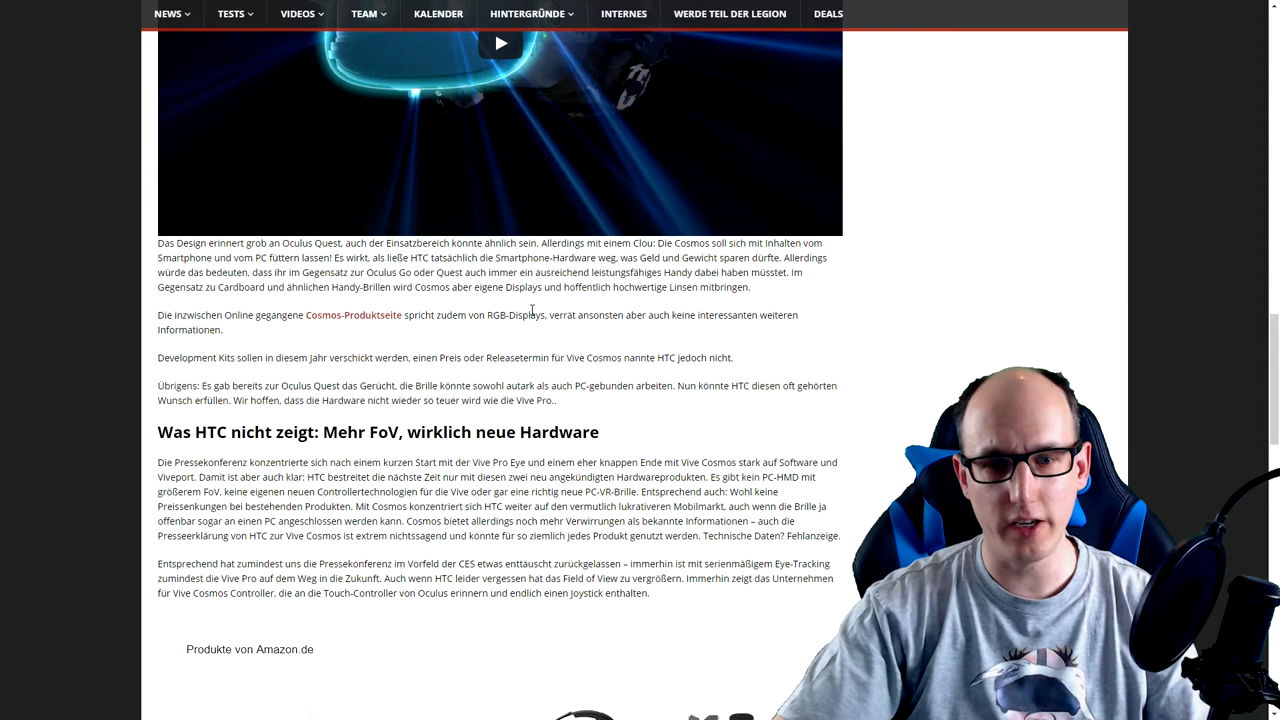 NEWS TESTS VIDEOS TEAM KALENDER HINTERGRÜNDE INTERNES WERDE TEIL DER LEGION DEALS
Das Design erinnert grob an Oculus Quest, auch der Einsatzbereich könnte ähnlich sein. Allerdings mit einem Clou: Die Cosmos soll sich mit Inhalten vom
Smartphone und vom PC füttern lassen! Es wirkt, als ließe HTC tatsächlich die Smartphone-Hardware weg, was Geld und Gewicht sparen dürfte. Allerdings
würde das bedeuten, dass ihr im Gegensatz zur Oculus Go oder Quest auch immer ein ausreichend leistungsfähiges Handy dabei haben müsstet. Im
Gegensatz zu Cardboard und ähnlichen Handy-Brillen wird Cosmos aber eigene Displays und hoffentlich hochwertige Linsen mitbringen.
Die inzwischen Online gegangene Cosmos-Produktseite spricht zudem von RGB-Displays, verrät ansonsten aber auch keine interessanten weiteren
Informationen.
Development Kits sollen in diesem Jahr verschickt werden, einen Preis oder Releasetermin für Vive Cosmos nannte HTC jedoch nicht.
Übrigens: Es gab bereits zur Oculus Quest das Gerücht, die Brille könnte sowohl autark als auch PC-gebunden arbeiten. Nun könnte HTC diesen oft gehörten
Wunsch erfüllen. Wir hoffen, dass die Hardware nicht wieder so teuer wird wie die Vive Pro..
Was HTC nicht zeigt: Mehr FoV, wirklich neue Hardware
Die Pressekonferenz konzentrierte sich nach einem kurzen Start mit der Vive Pro Eye und einem eher knappen Ende mit Vive Cosmos stark auf Software und
Viveport. Damit ist aber auch klar: HTC bestreitet die nächste Zeit nur mit diesen zwei neu angekündigten Hardwareprodukten. Es gibt kein PC-HMD mit
größerem FoV, keine eigenen neuen Controllertechnologien für die Vive oder gar eine richtig neue PC-VR-Brille. Entsprechend auch: Wohl keine
Preissenkungen bei bestehenden Produkten. Mit Cosmos konzentriert sich HTC weiter auf den vermutlich lukrativeren Mobilmarkt, auch wenn die Brille ja
offenbar sogar an einen PC angeschlossen werden kann. Cosmos bietet allerdings noch mehr Verwirrungen als bekannte Informationen – auch die
Presseerklärung von HTC zur Vive Cosmos ist extrem nichtssagend und könnte für so ziemlich jedes Produkt genutzt werden. Technische Daten? Fehlanzeige.
Entsprechend hat zumindest uns die Pressekonferenz im Vorfeld der CES etwas enttäuscht zurückgelassen – immerhin ist mit serienmäßigem Eye-Tracking
zumindest die Vive Pro auf dem Weg in die Zukunft. Auch wenn HTC leider vergessen hat das Field of View zu vergrößern. Immerhin zeigt das Unternehmen
für Vive Cosmos Controller, die an die Touch-Controller von Oculus erinnern und endlich einen Joystick enthalten.
Produkte von Amazon.de